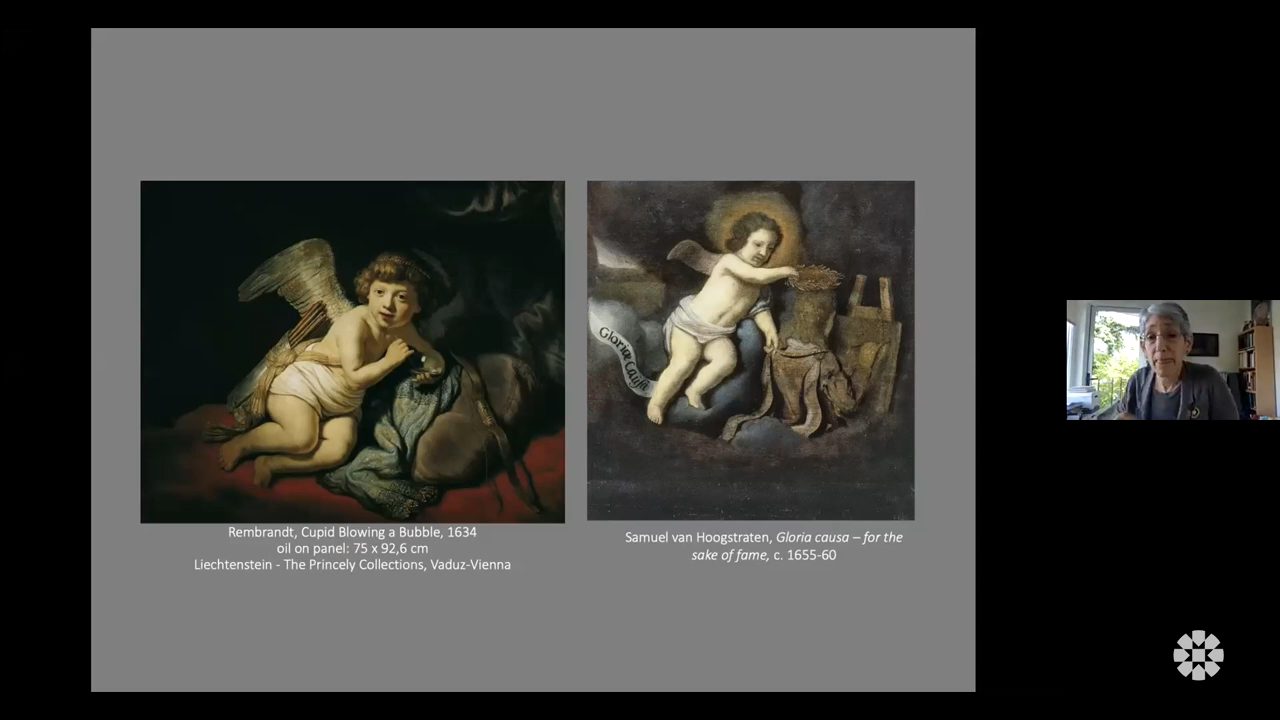 Gloriæ Causa
Rembrandt, Cupid Blowing a Bubble, 1634
oil on panel: 75 x 92,6 cm
Liechtenstein - The Princely Collections, Vaduz-Vienna
Samuel van Hoogstraten, Gloria causa – for the
sake of fame, c. 1655-60